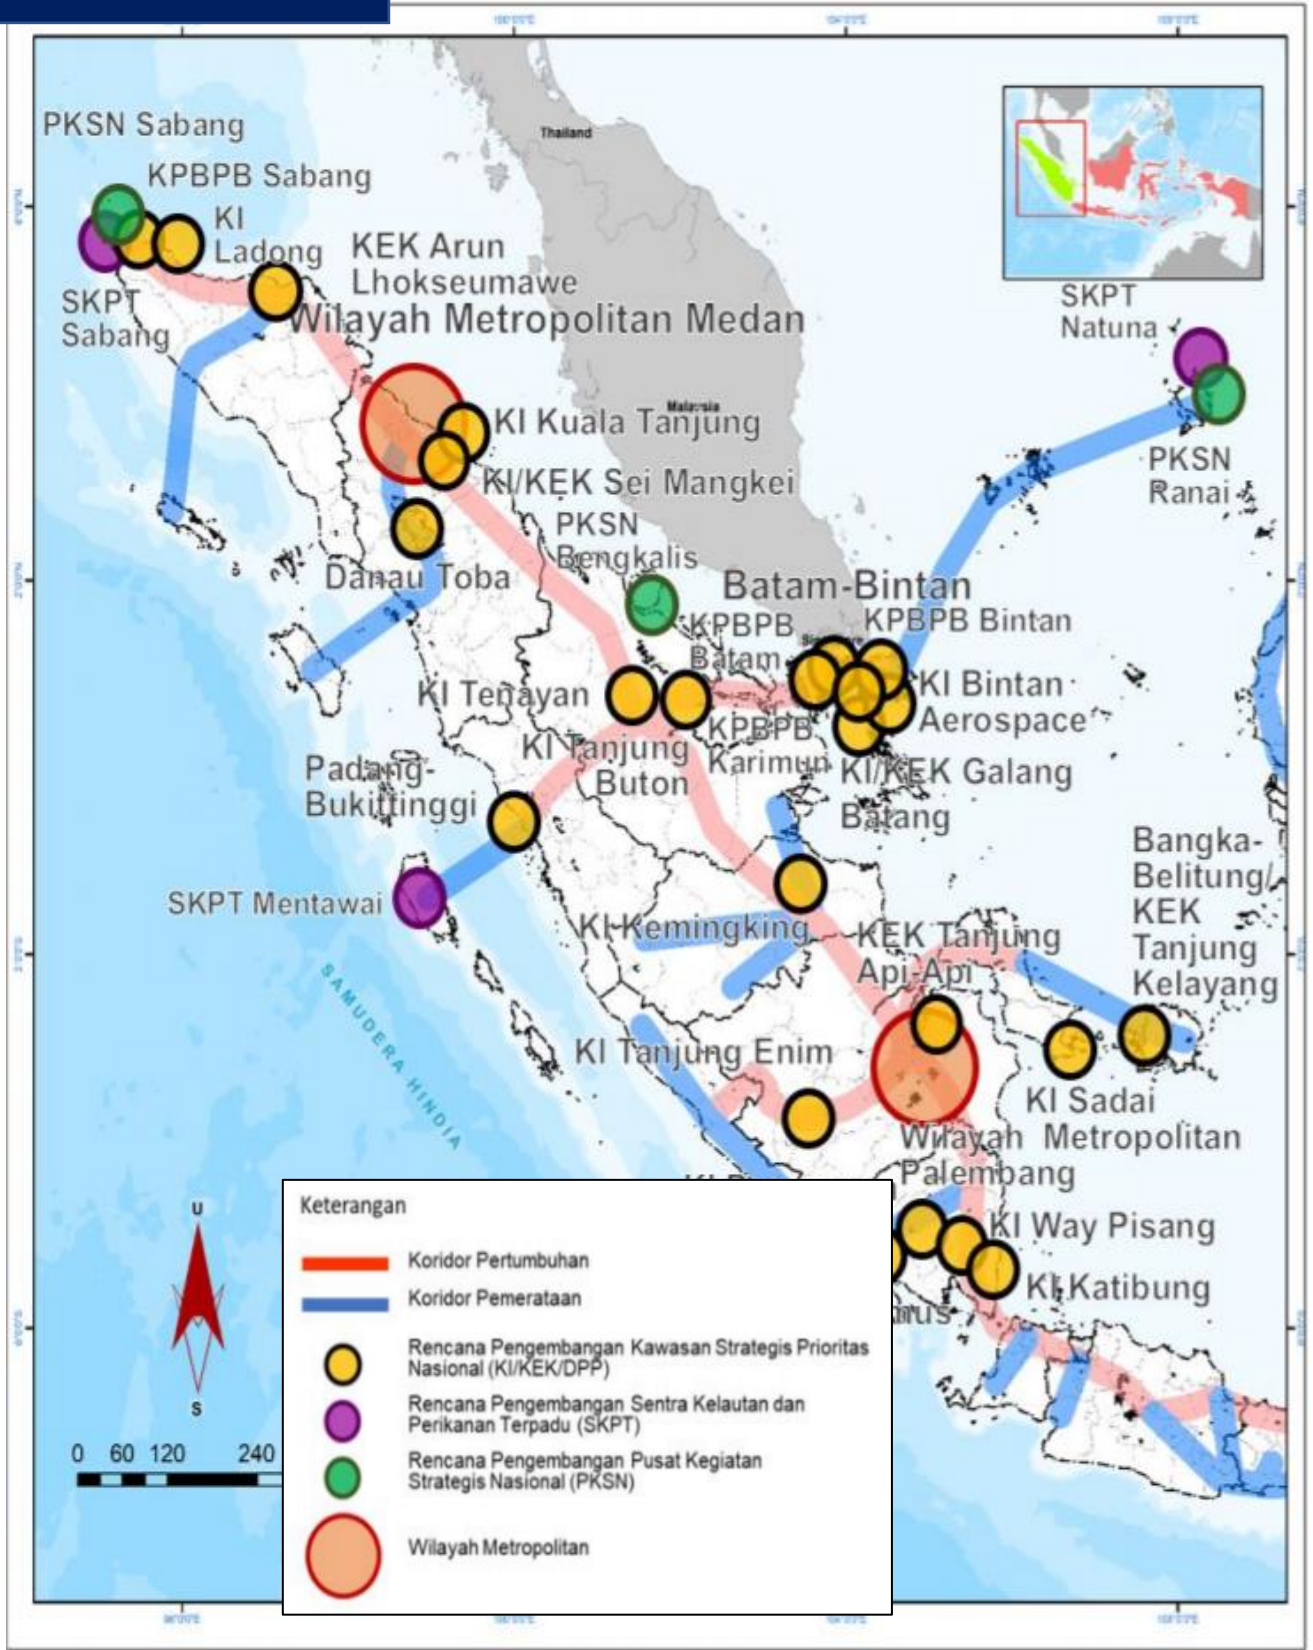 PKSN Sabang
KPBPB Sabang
KI
Ladong
KEK Arun
Lhokseumawe
SKPT
Sabang
Wilayah Metropolitan Medan
Thailand
Malaysia
SKPT
Natuna
PKSN
Ranai
KI Kuala Tanjung
KI/KEK Sei Mangkei
PKSN
Bengkalis
Danau Toba
Batam-Bintan
KPBPB Bintan
KPBPB
Batam
KI Tenayan
KI Bintan
Aerospace
KPBPB
Karimun
KI Tanjung
Buton
KI/KEK Galang
Batang
Padang-
Bukittinggi
SKPT Mentawai
KI Kemingking
KEK Tanjung
Api-Api
Bangka-
Belitung/
KEK
Tanjung
Kelayang
SAMUDERA HINDIA
KI Tanjung Enim
KI Sadai
Wilayah Metropolitan
Palembang
KI Way Pisang
KI Katibung
U
S
0 60 120 240
Keterangan
Koridor Pertumbuhan
Koridor Pemerataan
Rencana Pengembangan Kawasan Strategis Prioritas
Nasional (KI/KEK/DPP)
Rencana Pengembangan Sentra Kelautan dan
Perikanan Terpadu (SKPT)
Rencana Pengembangan Pusat Kegiatan
Strategis Nasional (PKSN)
Wilayah Metropolitan